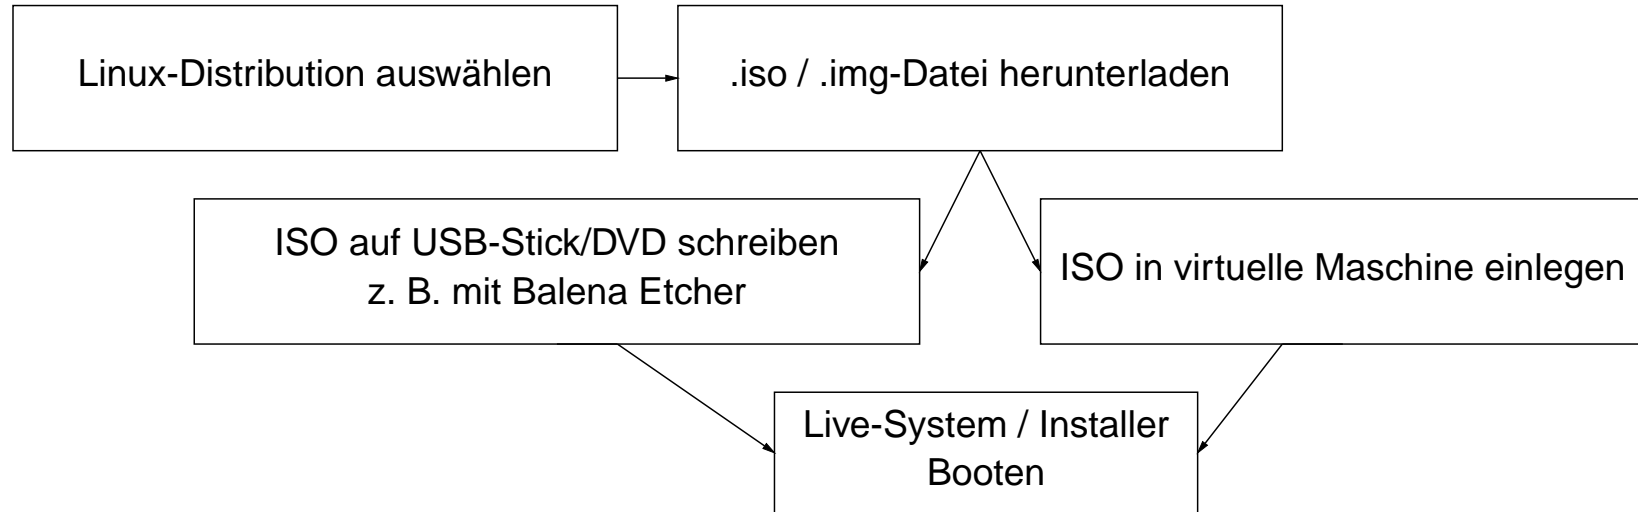 Linux-Distribution auswählen
.iso / .img-Datei herunterladen
ISO auf USB-Stick/DVD schreiben
z. B. mit Balena Etcher
ISO in virtuelle Maschine einlegen
Live-System / Installer
Booten